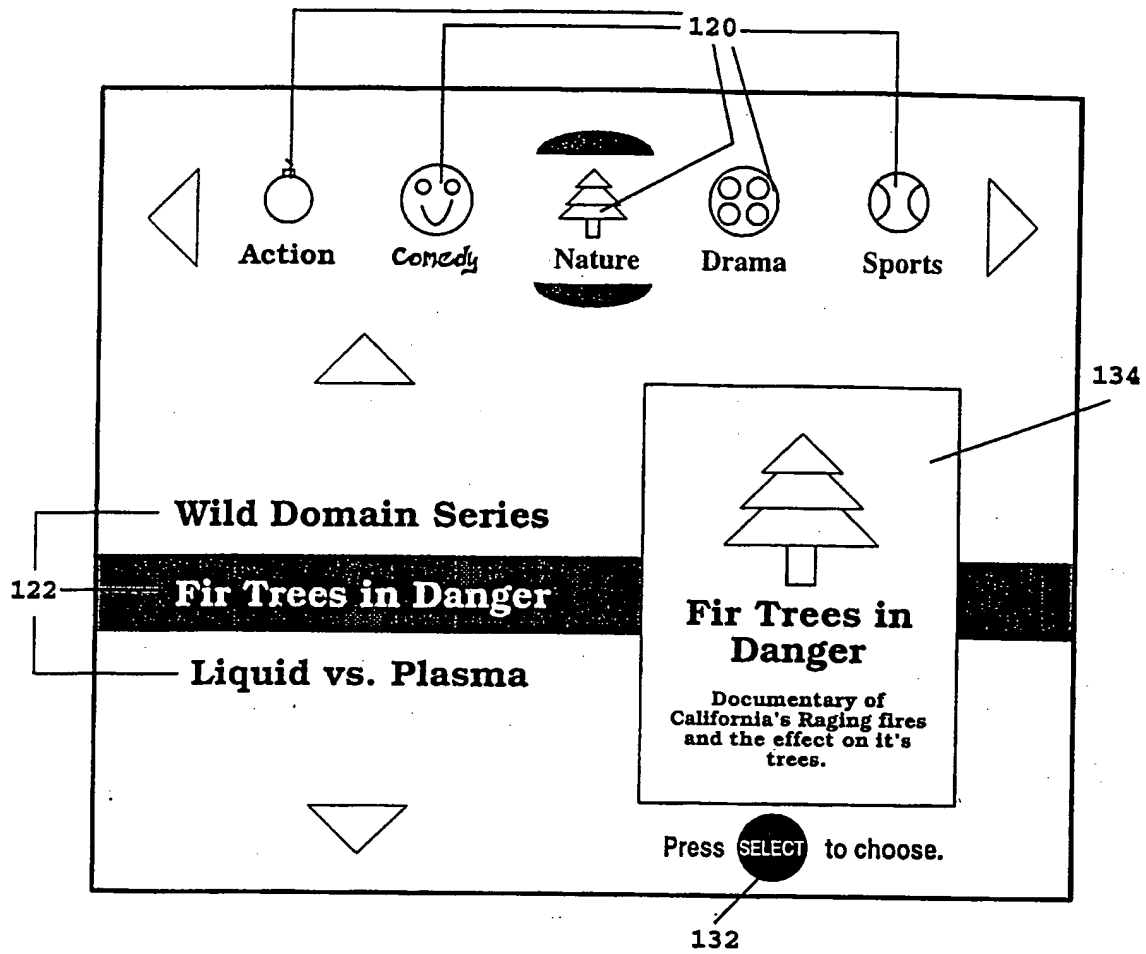 120
Action Comedy Nature Drama Sports
134
Wild Domain Series
122
Fir Trees in Danger
Liquid vs. Plasma
Fir Trees in
Danger
Documentary of
California's Raging fires
and the effect on it's
trees.
Press SELECT to choose.
132